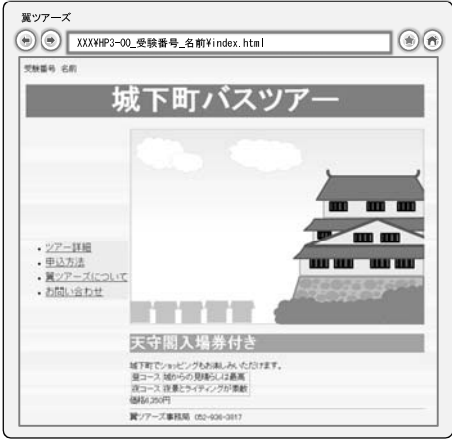 翼ツアーズ
XXX¥HP3-00_受験番号_名前¥index.html
受験番号 名前
城下町バスツアー
・ツアー詳細
・申込方法
・翼ツアーズについて
・お問い合わせ
天守閣入場券付き
城下町でショッピングもお楽しみいただけます。
昼コース 城からの見晴らしは最高
夜コース 夜景とライティングが素敵
価格6,350円
翼ツアーズ事務局 052-936-3817